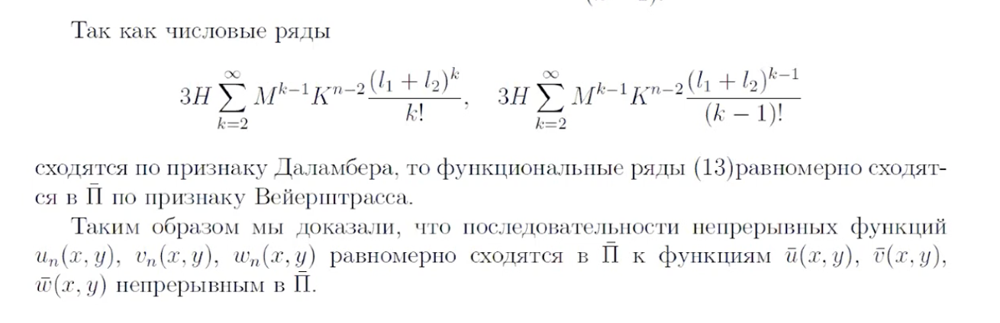 Так как числовые ряды
$3H \sum_{k=2}^{\infty} M^{k-1} K^{n-2} \frac{(l_1 + l_2)^k}{k!}, \quad 3H \sum_{k=2}^{\infty} M^{k-1} K^{n-2} \frac{(l_1 + l_2)^{k-1}}{(k-1)!}$
сходятся по признаку Даламбера, то функциональные ряды (13)равномерно сходят-
ся в $\bar{\Pi}$ по признаку Вейерштрасса.
Таким образом мы доказали, что последовательности непрерывных функций
$u_n(x, y)$, $v_n(x, y)$, $w_n(x, y)$ равномерно сходятся в $\bar{\Pi}$ к функциям $\bar{u}(x, y)$, $\bar{v}(x, y)$,
$\bar{w}(x, y)$ непрерывным в $\bar{\Pi}$.